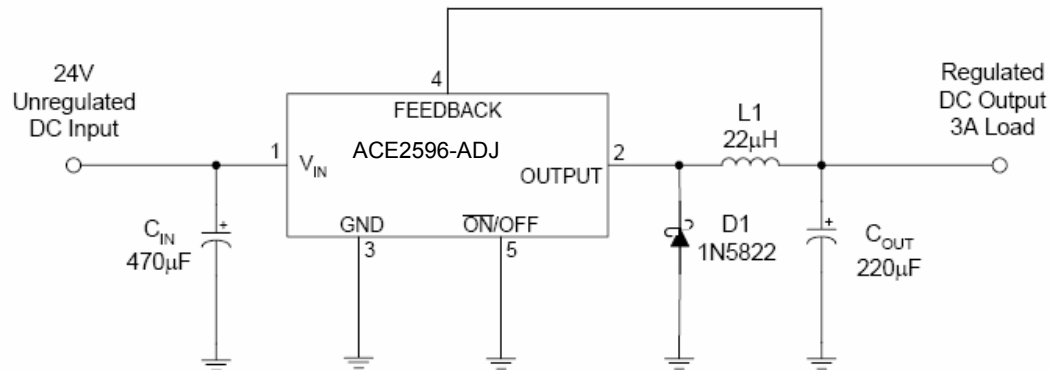 24V
Unregulated
DC Input
1
V_IN
4
FEEDBACK
ACE2596-ADJ
2
OUTPUT
GND
3
O̅N̅/OFF
5
C_IN
+
470μF
L1
22μH
D1
1N5822
Regulated
DC Output
3A Load
+
C_OUT
220μF